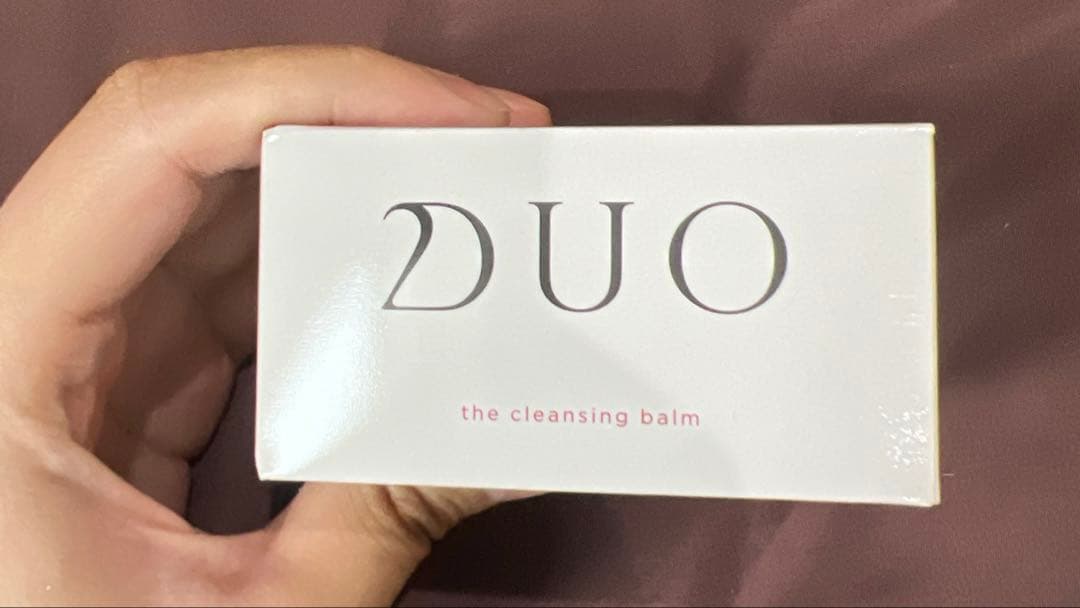 DUO
the cleansing balm